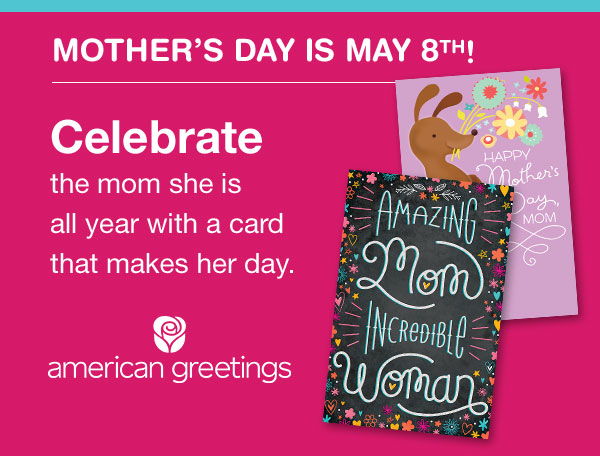 MOTHER'S DAY IS MAY 8TH!
Celebrate
the mom she is
all year with a card
that makes her day.
american greetings
HAPPY
Mother's
Day,
MOM
AMAZING
Mom
INCREDIBLE
Woman